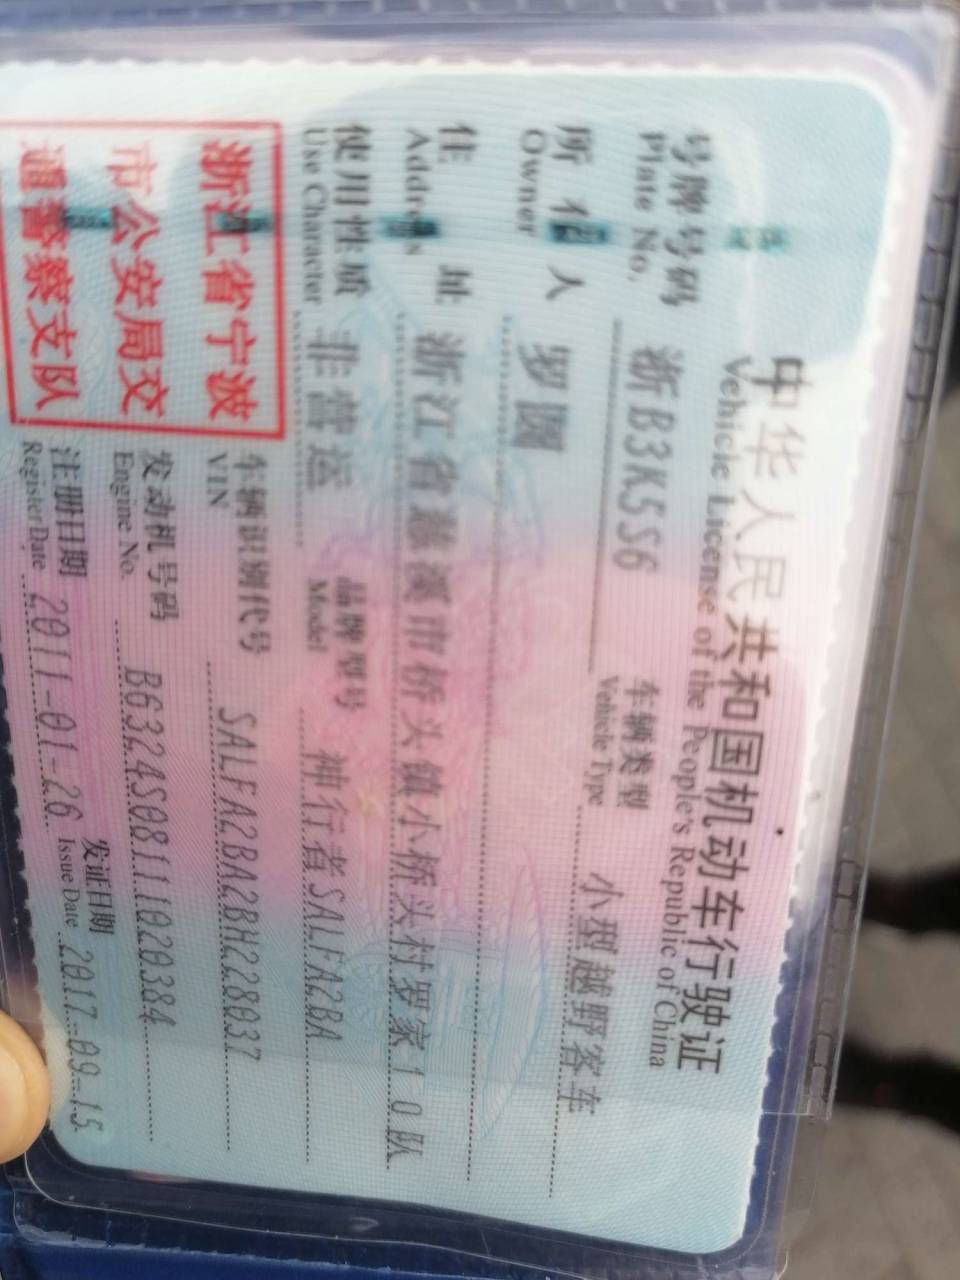 中华人民共和国机动车行驶证
Vehicle License of the People's Republic of China
号牌号码 浙B3K5S6 车辆类型 小型越野客车
Plate No. Vehicle Type
所有人 罗圆
Owner
住址 浙江省慈溪市桥头镇小桥头村罗家10队
Address
使用性质 非营运 品牌型号 神行者SALFA2BA
Use Character Model
浙江省宁波
市公安局交
通警察支队
车辆识别代号 SALFA2BA2BH228037
VIN
发动机号码 B6324S08111020384
Engine No.
注册日期 2011-01-26 发证日期 2017-09-15
Register Date Issue Date